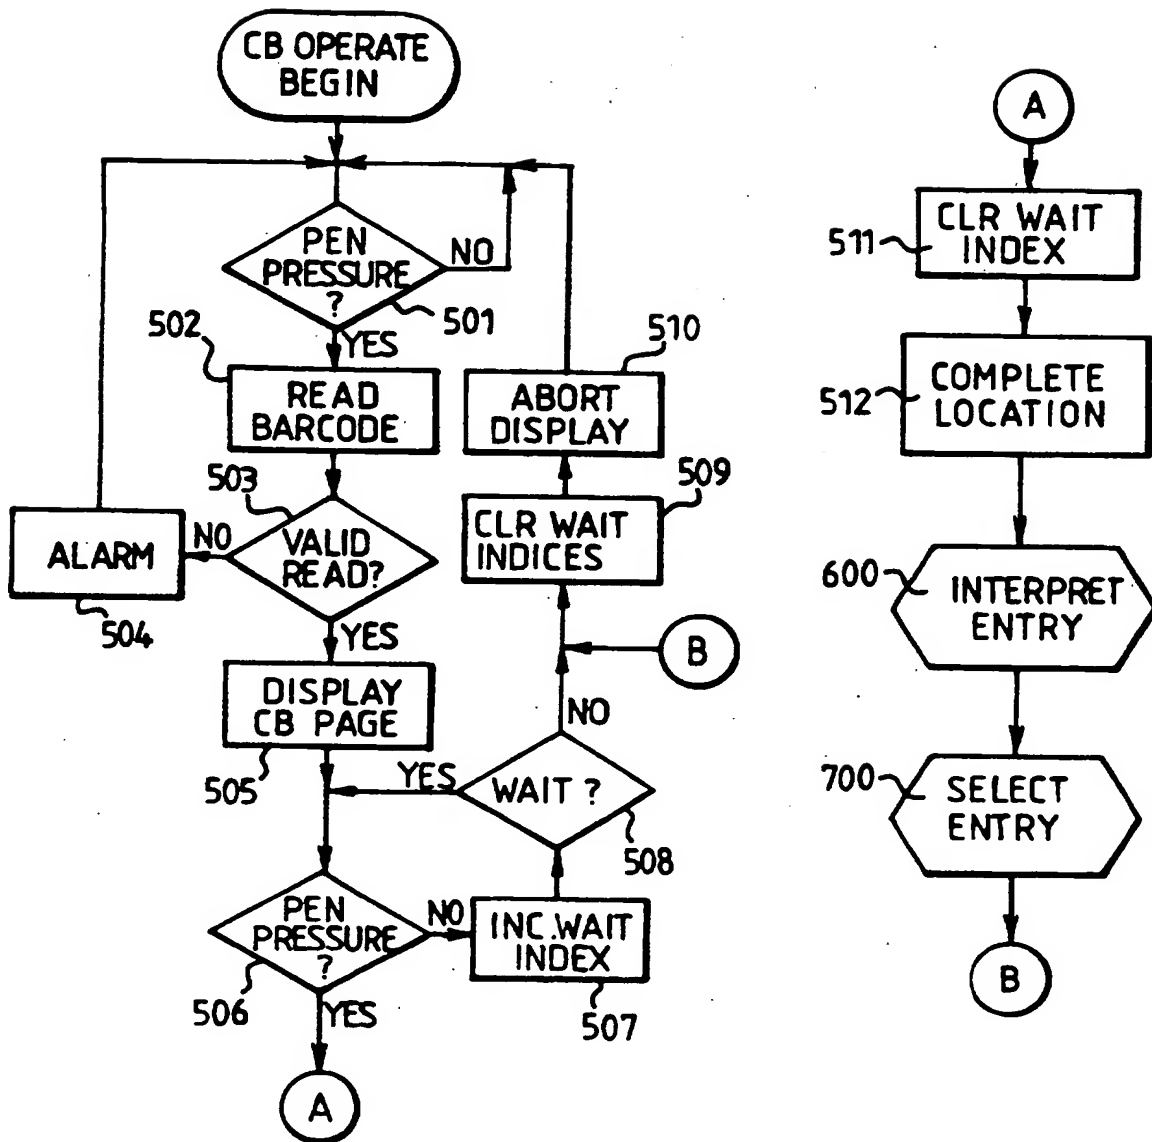 CB OPERATE
BEGIN
PEN
PRESSURE
?
NO
501
YES
502
READ
BARCODE
503
VALID
READ?
NO
ALARM
504
YES
DISPLAY
CB PAGE
505
PEN
PRESSURE
?
506
NO
YES
A
INC.WAIT
INDEX
507
WAIT ?
508
YES
NO
B
CLR WAIT
INDICES
509
ABORT
DISPLAY
510
A
CLR WAIT
INDEX
511
COMPLETE
LOCATION
512
INTERPRET
ENTRY
600
SELECT
ENTRY
700
B